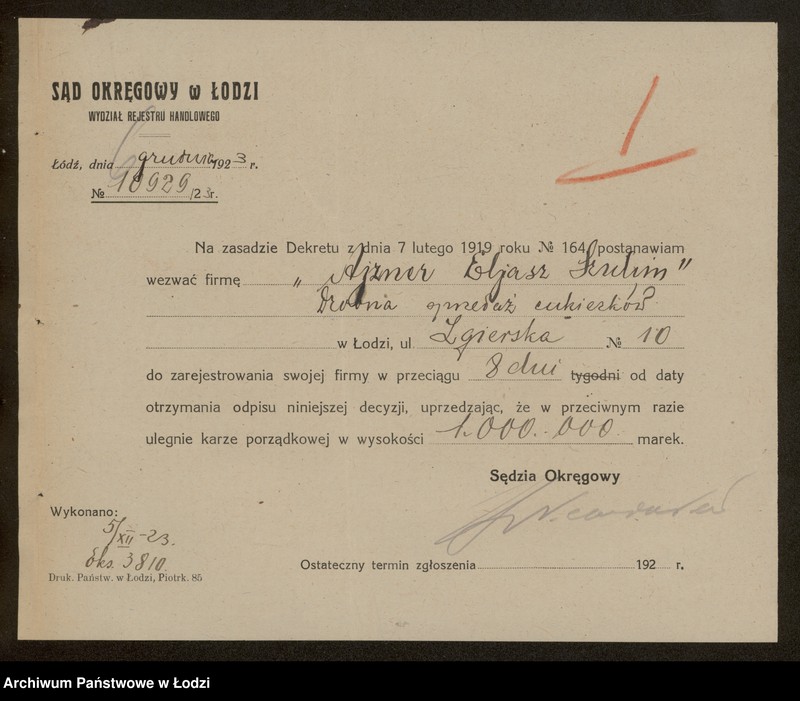 SĄD OKRĘGOWY w ŁODZI
WYDZIAŁ REJESTRU HANDLOWEGO
Łódź, dnia grudnia 1923 r.
№ 10929/23r.
1
Na zasadzie Dekretu z dnia 7 lutego 1919 roku № 164, postanawiam
wezwać firmę „Ajzner Eljasz Szulim"
Drobna sprzedaż cukierków
w Łodzi, ul Zgierska № 10
do zarejestrowania swojej firmy w przeciągu 8 dni tygodni od daty
otrzymania odpisu niniejszej decyzji, uprzedzając, że w przeciwnym razie
ulegnie karze porządkowej w wysokości 1.000.000 marek.
Sędzia Okręgowy
Wykonano:
5/XII-23.
Eks. 3810.
Ostateczny termin zgłoszenia 192 r.
Druk. Państw. w Łodzi, Piotrk. 85
Archiwum Państwowe w Łodzi